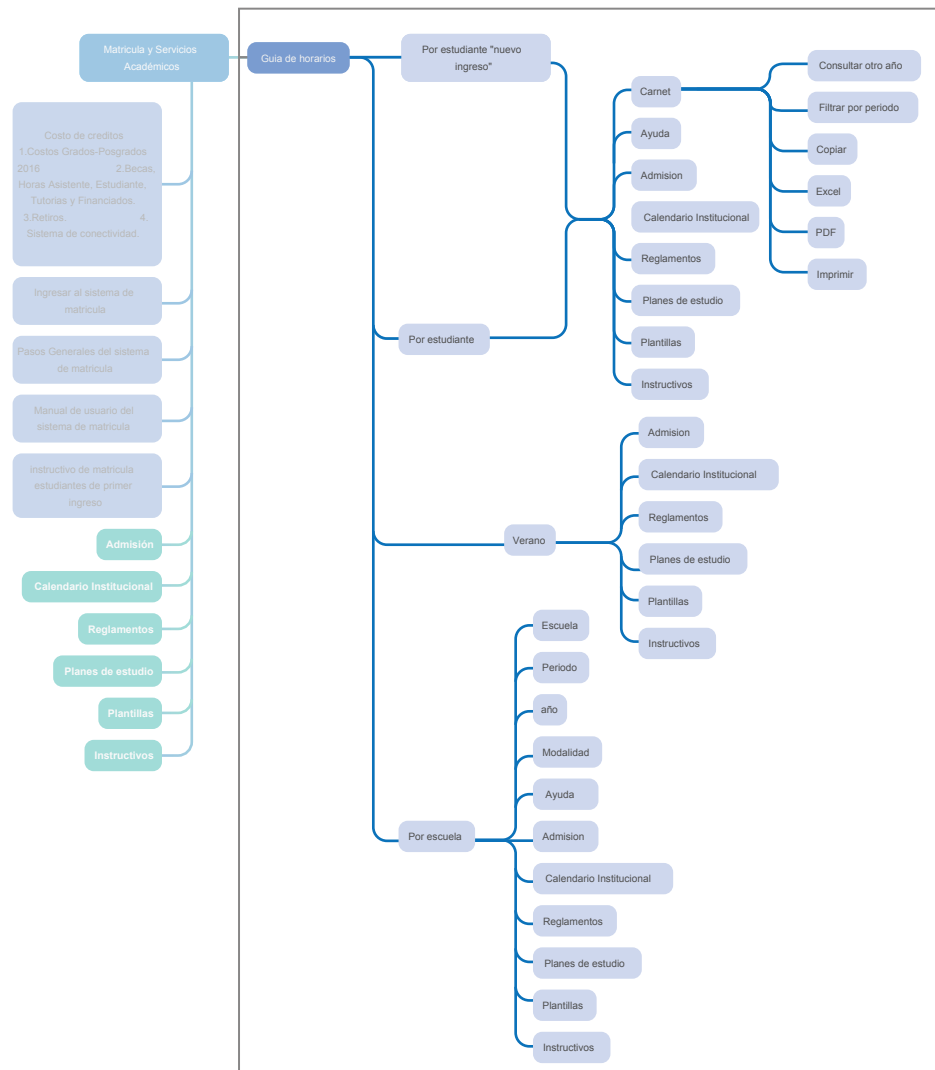 Matricula y Servicios
Académicos
Costo de creditos
1.Costos Grados-Posgrados
2016 2.Becas,
Horas Asistente, Estudiante,
Tutorias y Financiados.
3.Retiros. 4.
Sistema de conectividad.
Ingresar al sistema de
matricula
Pasos Generales del sistema
de matricula
Manual de usuario del
sistema de matricula
instructivo de matricula
estudiantes de primer
ingreso
Admisión
Calendario Institucional
Reglamentos
Planes de estudio
Plantillas
Instructivos
Guia de horarios
Por estudiante "nuevo
ingreso"
Por estudiante
Carnet
Ayuda
Admision
Calendario Institucional
Reglamentos
Planes de estudio
Plantillas
Instructivos
Consultar otro año
Filtrar por periodo
Copiar
Excel
PDF
Imprimir
Verano
Admision
Calendario Institucional
Reglamentos
Planes de estudio
Plantillas
Instructivos
Por escuela
Escuela
Periodo
año
Modalidad
Ayuda
Admision
Calendario Institucional
Reglamentos
Planes de estudio
Plantillas
Instructivos